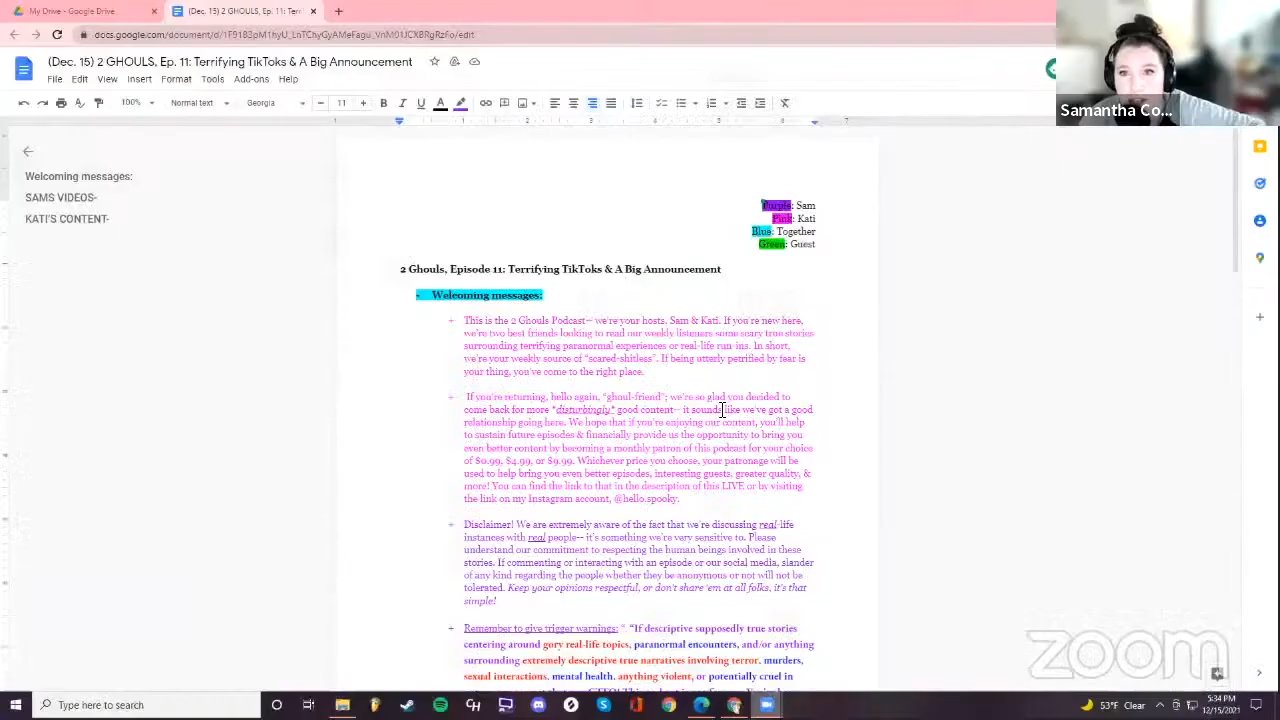 My Drive - Google Drive
(Dec. 15) 2 GHOULS, EP. 11: Ter
docs.google.com/document/d/
(Dec. 15) 2 GHOULS, EP. 11: Terrifying TikToks & A Big Announcement
File Edit View Insert Format Tools Add-ons Help
100% Normal text Georgia 11 B I U A
Samantha Co...
Welcoming messages:
SAMS VIDEOS-
KATI'S CONTENT-
Purple: Sam
Pink: Kati
Blue: Together
Green: Guest
2 Ghouls, Episode 11: Terrifying TikToks & A Big Announcement
- Welcoming messages:
+ This is the 2 Ghouls Podcast-- we're your hosts, Sam & Kati. If you're new here,
we're two best friends looking to read our weekly listeners some scary true stories
surrounding terrifying paranormal experiences or real-life run-ins. In short,
we're your weekly source of "scared-shitless". If being utterly petrified by fear is
your thing, you've come to the right place.
+ If you're returning, hello again, "ghoul-friend"; we're so glad you decided to
come back for more *disturbingly* good content-- it sounds like we've got a good
relationship going here. We hope that if you're enjoying our content, you'll help
to sustain future episodes & financially provide us the opportunity to bring you
even better content by becoming a monthly patron of this podcast for your choice
of $0.99, $4.99, or $9.99. Whichever price you choose, your patronage will be
used to help bring you even better episodes, interesting guests, greater quality, &
more! You can find the link to that in the description of this LIVE or by visiting
the link on my Instagram account, @hello.spooky.
+ Disclaimer! We are extremely aware of the fact that we're discussing real-life
instances with real people-- it's something we're very sensitive to. Please
understand our commitment to respecting the human beings involved in these
stories. If commenting or interacting with an episode or our social media, slander
of any kind regarding the people whether they be anonymous or not will not be
tolerated. Keep your opinions respectful, or don't share 'em at all folks, it's that
simple!
+ Remember to give trigger warnings: " "If descriptive supposedly true stories
centering around gory real-life topics, paranormal encounters, and/or anything
surrounding extremely descriptive true narratives involving terror, murders,
sexual interactions, mental health, anything violent, or potentially cruel in
zoom
Type here to search
53°F Clear
5:34 PM
12/15/2021